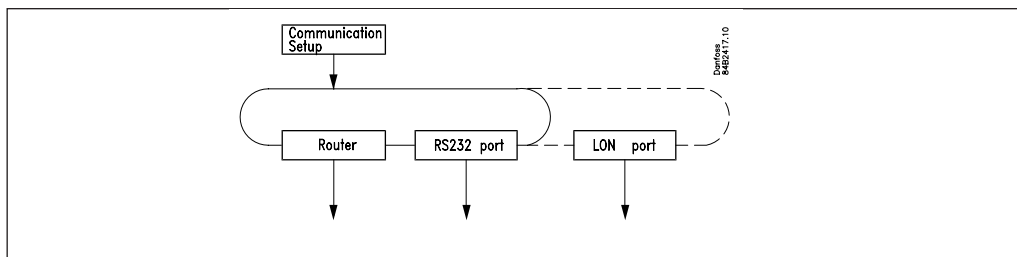 Communication
Setup
Danfoss
84B2417.10
Router
RS232 port
LON port